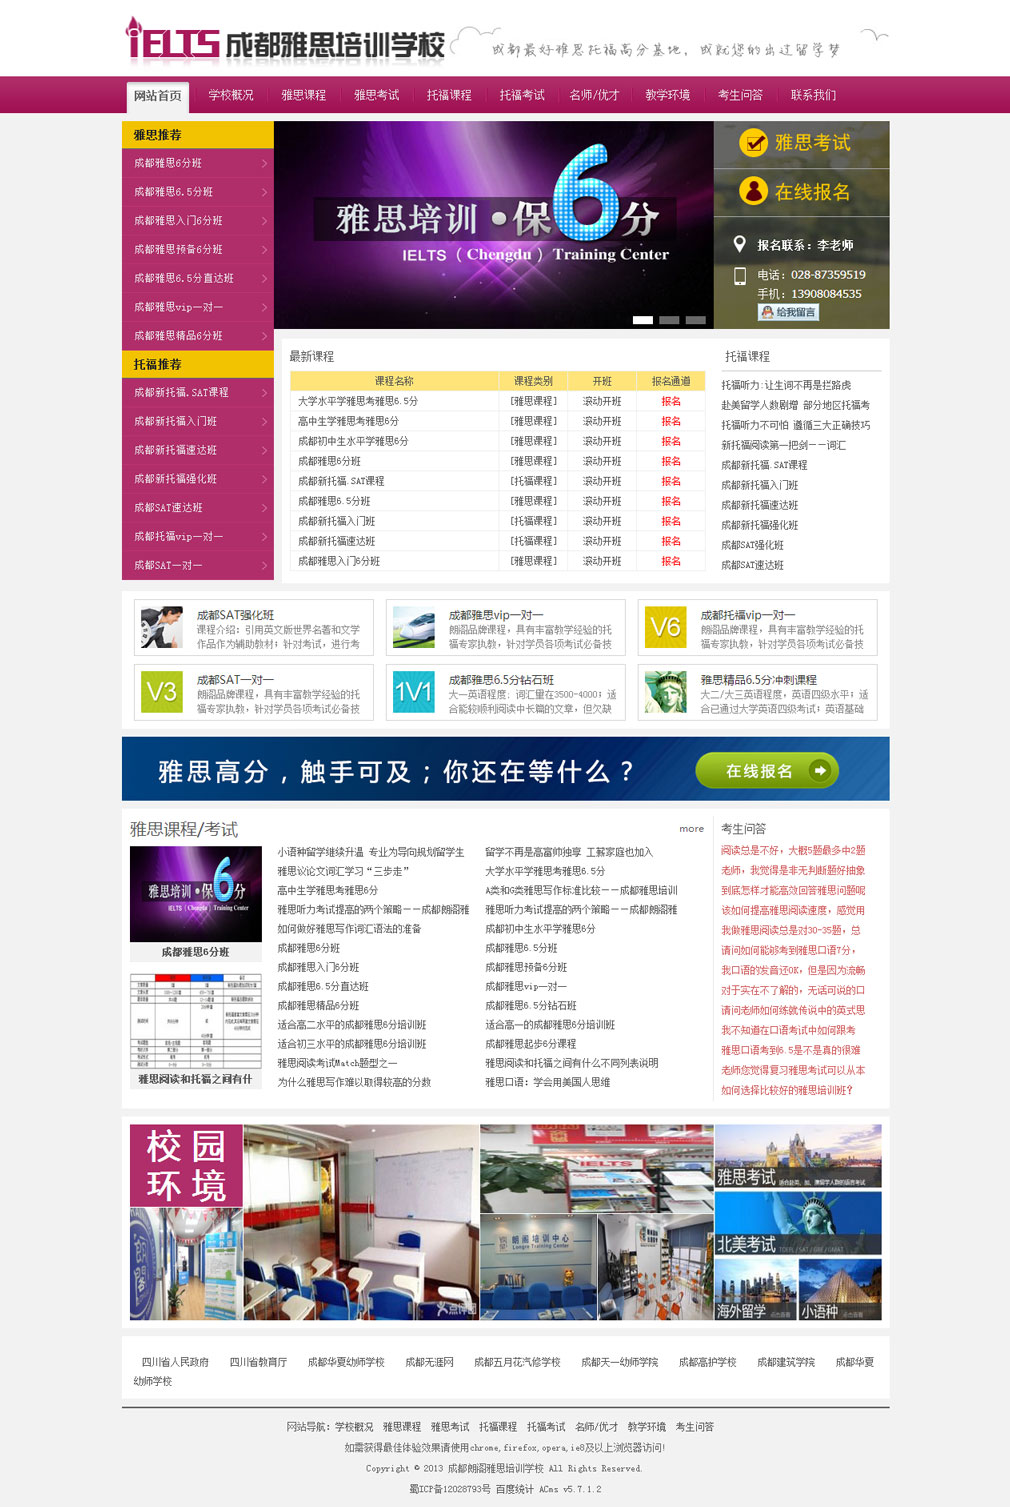 IELTS 成都雅思培训学校 成都最好雅思托福高分基地，成就您的出过留学梦
网站首页 学校概况 雅思课程 雅思考试 托福课程 托福考试 名师/优才 教学环境 考生问答 联系我们
雅思推荐
成都雅思6分班
成都雅思6.5分班
成都雅思入门6分班
成都雅思预备6分班
成都雅思6.5分直达班
成都雅思vip一对一
成都雅思精品6分班
托福推荐
成都新托福.SAT课程
成都新托福入门班
成都新托福速达班
成都新托福强化班
成都SAT速达班
成都托福vip一对一
成都SAT一对一
雅思培训·保6分
IELTS （Chengdu）Training Center
雅思考试
在线报名
报名联系：李老师
电话：028-87359519
手机：13908084535
给我留言
最新课程
课程名称 课程类别 开班 报名通道
大学水平学雅思考雅思6.5分 [雅思课程] 滚动开班 报名
高中生学雅思考雅思6分 [雅思课程] 滚动开班 报名
成都初中生水平学雅思6分 [雅思课程] 滚动开班 报名
成都雅思6分班 [雅思课程] 滚动开班 报名
成都新托福.SAT课程 [托福课程] 滚动开班 报名
成都雅思6.5分班 [雅思课程] 滚动开班 报名
成都新托福入门班 [托福课程] 滚动开班 报名
成都新托福速达班 [托福课程] 滚动开班 报名
成都雅思入门6分班 [雅思课程] 滚动开班 报名
托福课程
托福听力：让生词不再是拦路虎
赴美留学人数剧增 部分地区托福考
托福听力不可怕 遵循三大正确技巧
新托福阅读第一把剑——词汇
成都新托福.SAT课程
成都新托福入门班
成都新托福速达班
成都新托福强化班
成都SAT强化班
成都SAT速达班
成都SAT强化班
课程介绍：引用英文版世界名著和文学
作品作为辅助教材；针对考试，进行考
成都雅思vip一对一
朗阁品牌课程，具有丰富教学经验的托
福专家执教，针对学员各项考试必备技
V6
成都托福vip一对一
朗阁品牌课程，具有丰富教学经验的托
福专家执教，针对学员各项考试必备技
V3
成都SAT一对一
朗阁品牌课程，具有丰富教学经验的托
福专家执教，针对学员各项考试必备技
1V1
成都雅思6.5分钻石班
大一英语程度．词汇量在3500-4000；适
合能较顺利阅读中长篇的文章，但欠缺
雅思精品6.5分冲刺课程
大二/大三英语程度，英语四级水平；适
合已通过大学英语四级考试；英语基础
雅思高分，触手可及；你还在等什么？ 在线报名
雅思课程/考试 more
雅思培训·保6分
IELTS （Chengdu）Training Center
成都雅思6分班
雅思阅读和托福之间有什
小语种留学继续升温 专业为导向规划留学生
雅思议论文词汇学习“三步走”
高中生学雅思考雅思6分
雅思听力考试提高的两个策略——成都朗阁雅
如何做好雅思写作词汇语法的准备
成都雅思6分班
成都雅思入门6分班
成都雅思6.5分直达班
成都雅思精品6分班
适合高二水平的成都雅思6分培训班
适合初三水平的成都雅思6分培训班
雅思阅读考试Match题型之一
为什么雅思写作难以取得较高的分数
留学不再是高富帅独享 工薪家庭也加入
大学水平学雅思考雅思6.5分
A类和G类雅思写作标准比较——成都雅思培训
雅思听力考试提高的两个策略——成都朗阁雅
成都初中生水平学雅思6分
成都雅思6.5分班
成都雅思预备6分班
成都雅思vip一对一
成都雅思6.5分钻石班
适合高一的成都雅思6分培训班
成都雅思起步6分课程
雅思阅读和托福之间有什么不同列表说明
雅思口语：学会用美国人思维
考生问答
阅读总是不好，大概5题最多中2题
老师，我觉得是非无判断题好抽象
到底怎样才能高效回答雅思问题呢
该如何提高雅思阅读速度，感觉用
我做雅思阅读总是对30-35题，总
请问如何能够考到雅思口语7分，
我口语的发音还OK，但是因为流畅
对于实在不了解的，无话可说的口
请问老师如何练就传说中的英式思
我不知道在口语考试中如何跟考
雅思口语考到6.5是不是真的很难
老师您觉得复习雅思考试可以从本
如何选择比较好的雅思培训班？
校园
环境
点评网
IELTS
朗阁培训中心
Longre Training Center
雅思考试
北美考试 TOEFL / SAT / GRE / GMAT
海外留学 点击查看
小语种 点击查看
四川省人民政府 四川省教育厅 成都华夏幼师学校 成都无涯网 成都五月花汽修学校 成都天一幼师学院 成都高护学校 成都建筑学院 成都华夏
幼师学校
网站导航：学校概况 雅思课程 雅思考试 托福课程 托福考试 名师/优才 教学环境 考生问答
如需获得最佳体验效果请使用chrome,firefox,opera,ie8及以上浏览器访问!
Copyright © 2013 成都朗阁雅思培训学校 All Rights Reserved.
蜀ICP备12028793号 百度统计 ACms v5.7.1.2